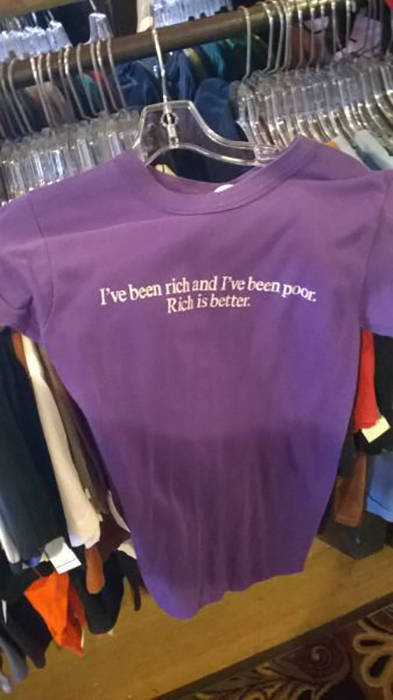 I've been rich and I've been poor.
Rich is better.